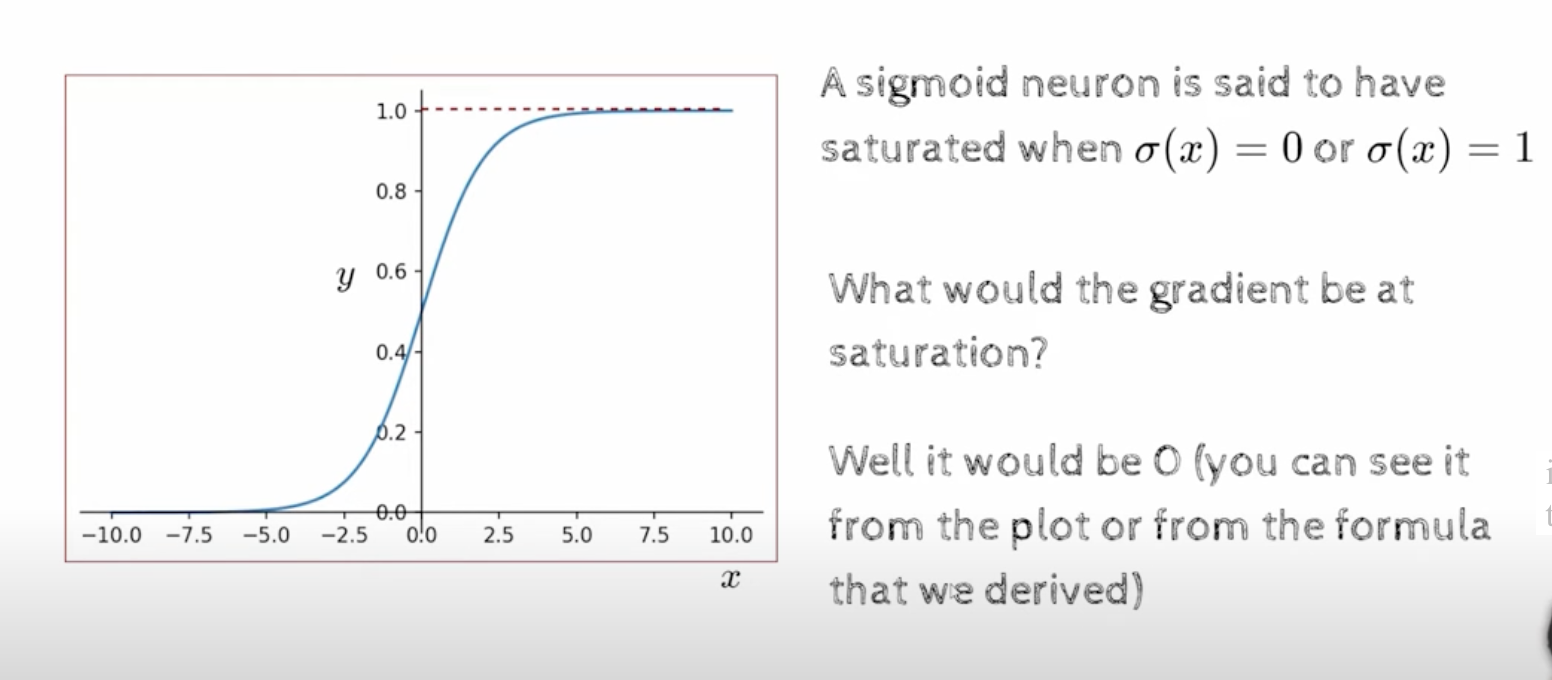 A sigmoid neuron is said to have
saturated when σ(x) = 0 or σ(x) = 1
What would the gradient be at
saturation?
Well it would be 0 (you can see it
from the plot or from the formula
that we derived)
1.0
0.8
y 0.6
0.4
0.2
0.0
−10.0 −7.5 −5.0 −2.5 0.0 2.5 5.0 7.5 10.0
x